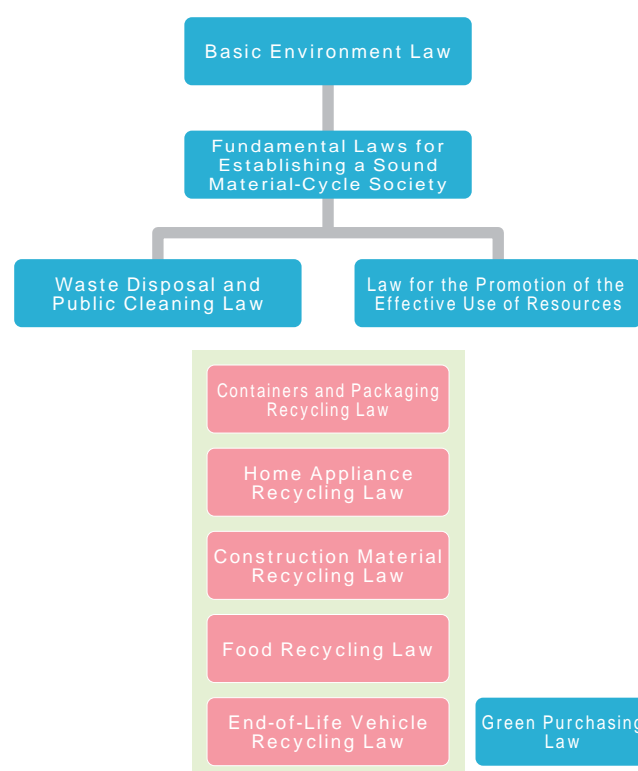 Basic Environment Law
Fundamental Laws for
Establishing a Sound
Material-Cycle Society
Waste Disposal and
Public Cleaning Law
Law for the Promotion of the
Effective Use of Resources
Containers and Packaging
Recycling Law
Home Appliance
Recycling Law
Construction Material
Recycling Law
Food Recycling Law
End-of-Life Vehicle
Recycling Law
Green Purchasing
Law